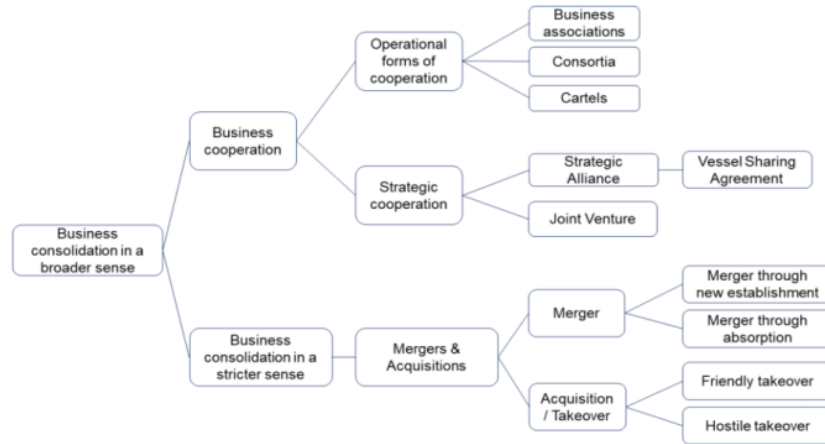 Business
associations
Operational
forms of
cooperation
Consortia
Cartels
Business
cooperation
Strategic
Alliance
Vessel Sharing
Agreement
Strategic
cooperation
Joint Venture
Business
consolidation in a
broader sense
Merger through
new establishment
Merger
Merger through
absorption
Business
consolidation in a
stricter sense
Mergers &
Acquisitions
Friendly takeover
Acquisition
/ Takeover
Hostile takeover